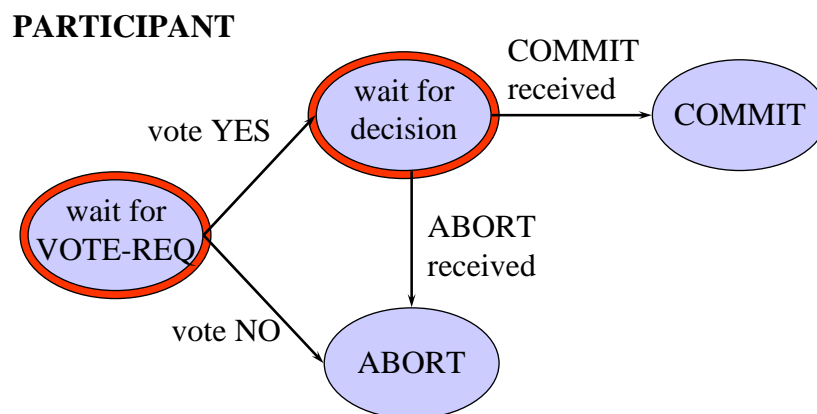 PARTICIPANT
COMMIT
received
wait for
decision
COMMIT
vote YES
wait for
VOTE-REQ
ABORT
received
vote NO
ABORT